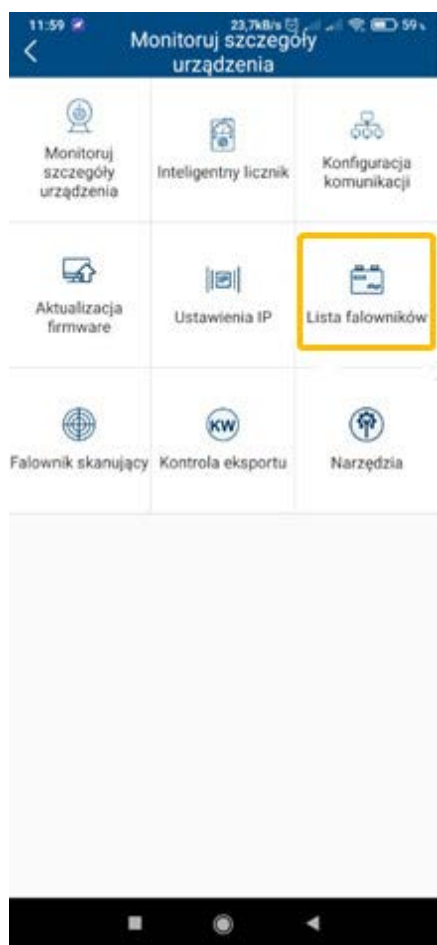 11:59 23,7kB/s 59
Monitoruj szczegóły
urządzenia
Monitoruj
szczegóły
urządzenia
Inteligentny licznik
Konfiguracja
komunikacji
Aktualizacja
firmware
Ustawienia IP
Lista falowników
Falownik skanujący
KW
Kontrola eksportu
Narzędzia